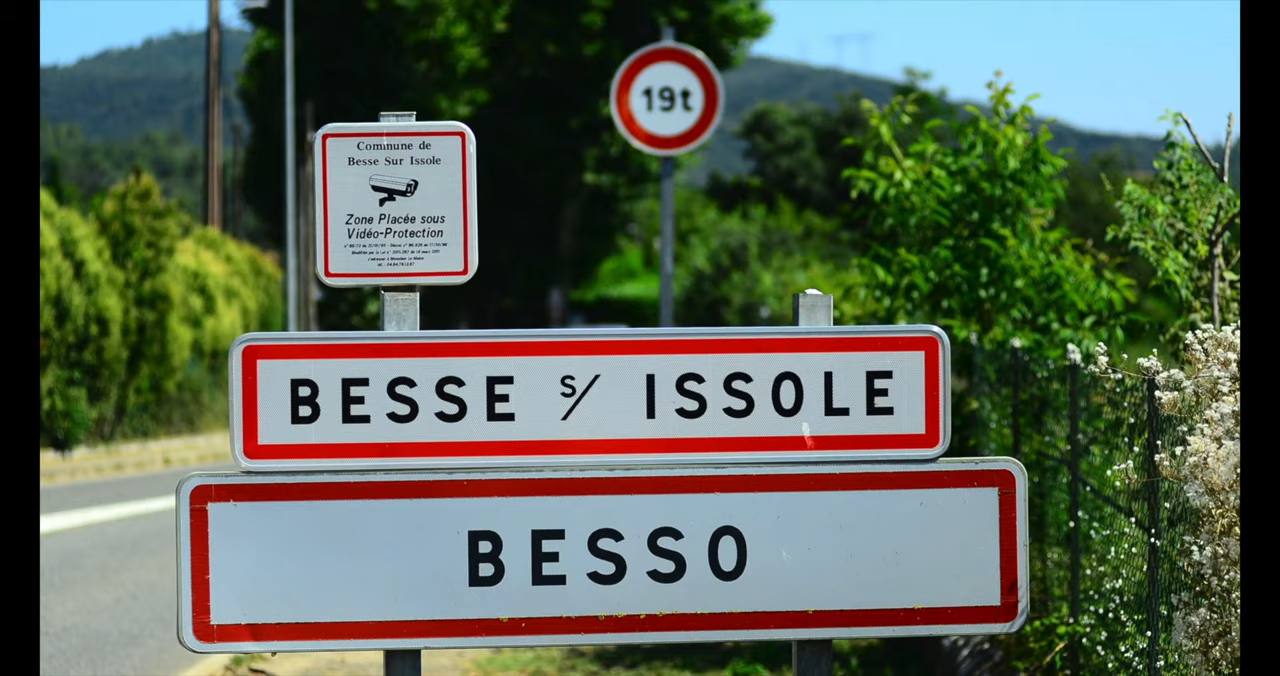 19t
Commune de
Besse Sur Issole
Zone Placée sous
Vidéo-Protection
BESSE s/ ISSOLE
BESSO